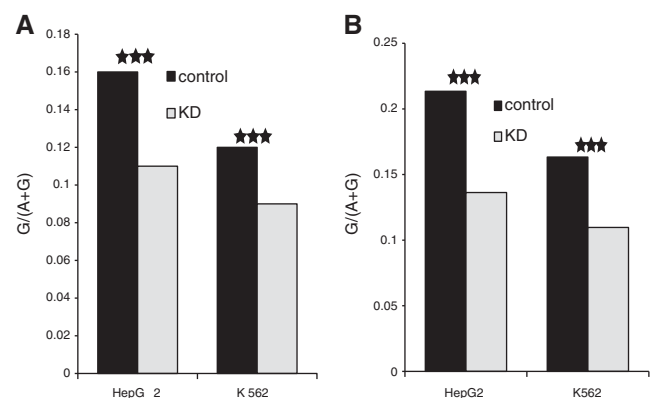 A
0.18
0.16
0.14
0.12
0.1
0.08
0.06
0.04
0.02
0
G/(A+G)
control
KD
HepG 2
K 562
B
0.25
0.2
0.15
0.1
0.05
0
G/(A+G)
control
KD
HepG2
K562